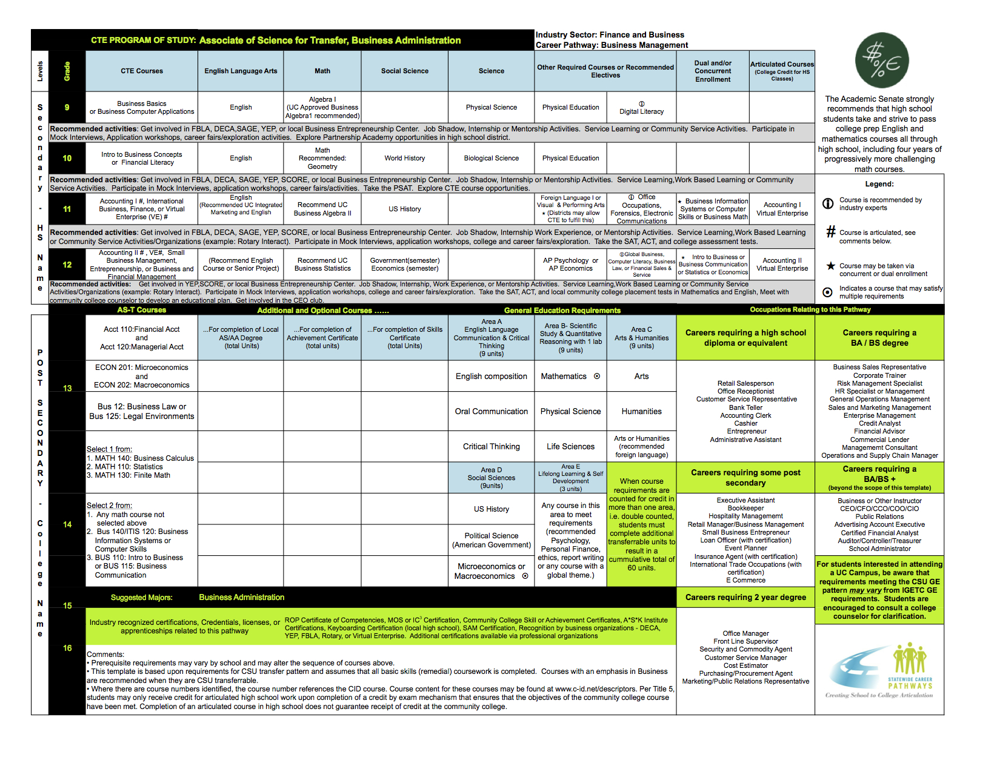 CTE PROGRAM OF STUDY: Associate of Science for Transfer, Business Administration
Industry Sector: Finance and Business
Career Pathway: Business Management
Levels
Grade
CTE Courses
English Language Arts
Math
Social Science
Science
Other Required Courses or Recommended
Electives
Dual and/or
Concurrent
Enrollment
Articulated Courses
(College Credit for HS
Classes)
$%€
The Academic Senate strongly
recommends that high school
students take and strive to pass
college prep English and
mathematics courses all through
high school, including four years of
progressively more challenging
math courses.
Secondary - HS Name
9
Business Basics
or Business Computer Applications
English
Algebra I
(UC Approved Business
Algebra1 recommended)
Physical Science
Physical Education
Digital Literacy
Recommended activities: Get involved in FBLA, DECA,SAGE, YEP, or local Business Entrepreneurship Center. Job Shadow, Internship or Mentorship Activities. Service Learning or Community Service Activities. Participate in
Mock Interviews, Application workshops, career fairs/exploration activities. Explore Partnership Academy opportunities in high school district.
10
Intro to Business Concepts
or Financial Literacy
English
Math
Recommended:
Geometry
World History
Biological Science
Physical Education
Recommended activities: Get involved in FBLA, DECA, SAGE, YEP, SCORE, or local Business Entrepreneurship Center. Job Shadow, Internship or Mentorship Activities. Service Learning,Work Based Learning or Community
Service Activities. Participate in Mock Interviews, application workshops, career fairs/activities. Take the PSAT. Explore CTE course opportunities.
11
Accounting I #, International
Business, Finance, or Virtual
Enterprise (VE) #
English
(Recommended UC Integrated
Marketing and English
Recommend UC
Business Algebra II
US History
Foreign Language I or
Visual & Performing Arts
★ (Districts may allow
CTE to fulfill this)
Office
Occupations,
Forensics, Electronic
Communications
★ Business Information
Systems or Computer
Skills or Business Math
Accounting I
Virtual Enterprise
Recommended activities: Get involved in FBLA, DECA, SAGE, YEP, SCORE, or local Business Entrepreneurship Center. Job Shadow, Internship Work Experience, or Mentorship Activities. Service Learning,Work Based Learning
or Community Service Activities/Organizations (example: Rotary Interact). Participate in Mock Interviews, application workshops, college and career fairs/exploration. Take the SAT, ACT, and college assessment tests.
12
Accounting II # , VE#, Small
Business Management,
Entrepreneurship, or Business and
Financial Management
(Recommend English
Course or Senior Project)
Recommend UC
Business Statistics
Government(semester)
Economics (semester)
AP Psychology or
AP Economics
Global Business,
Computer Literacy, Business
Law, or Financial Sales &
Service
★ Intro to Business or
Business Communication
or Statistics or Economics
Accounting II
Virtual Enterprise
Recommended activities: Get involved in YEP,SCORE, or local Business Entrepreneurship Center. Job Shadow, Internship, Work Experience, or Mentorship Activities. Service Learning,Work Based Learning or Community Service
Activities/Organizations (example: Rotary Interact). Participate in Mock Interviews, application workshops, college and career fairs/exploration. Take the SAT, ACT, and local community college placement tests in Mathematics and English, Meet with
community college counselor to develop an educational plan. Get involved in the CEO club.
Legend:
Course is recommended by
industry experts
# Course is articulated, see
comments below.
★ Course may be taken via
concurrent or dual enrollment
⊙ Indicates a course that may satisfy
multiple requirements
AS-T Courses
Additional and Optional Courses ……
General Education Requirements
Occupations Relating to this Pathway
POST SECONDARY - College Name
Acct 110:Financial Acct
and
Acct 120:Managerial Acct
...For completion of Local
AS/AA Degree
(total Units)
...For completion of
Achievement Certificate
(total units)
...For completion of Skills
Certificate
(total Units)
Area A
English Language
Communication & Critical
Thinking
(9 units)
Area B- Scientific
Study & Quantitative
Reasoning with 1 lab
(9 units)
Area C
Arts & Humanities
(9 units)
Careers requiring a high school
diploma or equivalent
Careers requiring a
BA / BS degree
13
ECON 201: Microeconomics
and
ECON 202: Macroeconomics
English composition
Mathematics ⊙
Arts
Bus 12: Business Law or
Bus 125: Legal Environments
Oral Communication
Physical Science
Humanities
Select 1 from:
1. MATH 140: Business Calculus
2. MATH 110: Statistics
3. MATH 130: Finite Math
Critical Thinking
Life Sciences
Arts or Humanities
(recommended
foreign language)
Retail Salesperson
Office Receptionist
Customer Service Representative
Bank Teller
Accounting Clerk
Cashier
Entrepreneur
Administrative Assistant
Business Sales Representative
Corporate Trainer
Risk Management Specialist
HR Specialist or Management
General Operations Management
Sales and Marketing Management
Enterprise Management
Credit Analyst
Financial Advisor
Commercial Lender
Managememt Consultant
Operations and Supply Chain Manager
Area D
Social Sciences
(9units)
Area E
Lifelong Learning & Self
Development
(3 units)
When course
requirements are
counted for credit in
more than one area,
i.e. double counted,
students must
complete additional
transferrable units to
result in a
cummulative total of
60 units.
Careers requiring some post
secondary
Careers requiring a
BA/BS +
(beyond the scope of this template)
14
Select 2 from:
1. Any math course not
selected above
2. Bus 140/ITIS 120: Business
Information Systems or
Computer Skills
3. BUS 110: Intro to Business
or BUS 115: Business
Communication
US History
Political Science
(American Government)
Microeconomics or
Macroeconomics ⊙
Any course in this
area to meet
requirements
(recommended
Psychology,
Personal Finance,
ethics, report writing
or any course with a
global theme.)
Executive Assistant
Bookkeeper
Hospitality Managememt
Retail Manager/Business Management
Small Business Entrepreneur
Loan Officer (with certification)
Event Planner
Insurance Agent (with certification)
International Trade Occupations (with
certification)
E Commerce
Business or Other Instructor
CEO/CFO/CCO/COO/CIO
Public Relations
Advertising Account Executive
Certified Financial Analyst
Auditor/Controller/Treasurer
School Administrator
For students interested in attending
a UC Campus, be aware that
requirements meeting the CSU GE
pattern may vary from IGETC GE
requirements. Students are
encouraged to consult a college
counselor for clarification.
15
Suggested Majors:
Business Administration
Careers requiring 2 year degree
Industry recognized certifications, Credentials, licenses, or
apprenticeships related to this pathway
ROP Certificate of Competencies, MOS or IC³ Certification, Community College Skill or Achievement Certificates, A*S*K Institute
Certifications, Keyboarding Certification (local high school), SAM Certification, Recognition by business organizations - DECA,
YEP, FBLA, Rotary, or Virtual Enterprise. Additional certifications available via professional organizations
16
Comments:
• Prerequisite requirements may vary by school and may alter the sequence of courses above.
• This template is based upon requirements for CSU transfer pattern and assumes that all basic skills (remedial) coursework is completed. Courses with an emphasis in Business
are recommended when they are CSU transferrable.
• Where there are course numbers identified, the course number references the CID course. Course content for these courses may be found at www.c-id.net/descriptors. Per Title 5,
students may only receive credit for articulated high school work upon completion of a credit by exam mechanism that ensures that the objectives of the community college course
have been met. Completion of an articulated course in high school does not guarantee receipt of credit at the community college.
Office Manager
Front Line Supervisor
Security and Commodity Agent
Customer Service Manager
Cost Estimator
Purchasing/Procurement Agent
Marketing/Public Relations Representative
STATEWIDE CAREER
PATHWAYS
Creating School to College Articulation